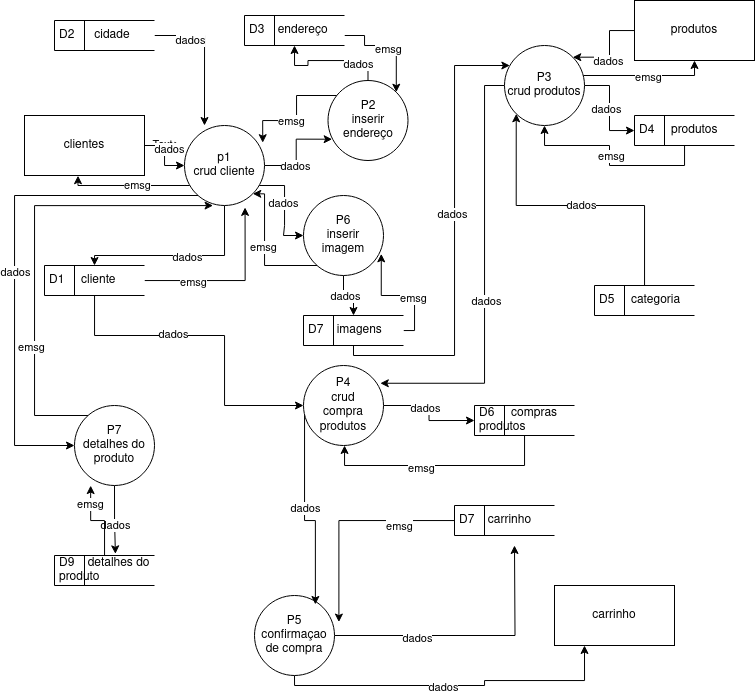 produtos
D3 endereço
D2 cidade
dados
emsg
dados
dados
P3
crud produtos
emsg
P2
inserir
endereço
dados
emsg
D4 produtos
clientes
dados
p1
crud cliente
dados
emsg
emsg
dados
dados
dados
P6
inserir
imagem
emsg
dados
dados
D1 cliente
emsg
dados
emsg
D5 categoria
dados
D7 imagens
dados
emsg
P4
crud
compra
produtos
dados
D6 compras
produtos
P7
detalhes do
produto
emsg
emsg
dados
dados
D7 carrinho
emsg
D9 detalhes do
produto
P5
confirmaçao
de compra
carrinho
dados
dados